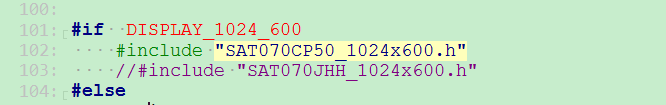 100:
101: #if  DISPLAY_1024_600
102:     #include "SAT070CP50_1024x600.h"
103:     //#include "SAT070JHH_1024x600.h"
104: #else